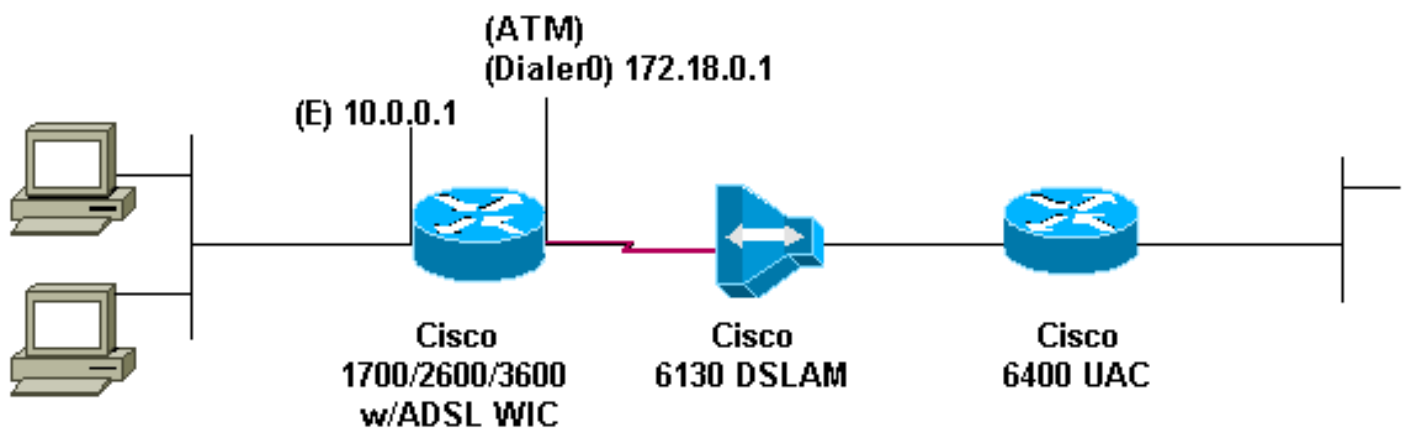 (ATM)
(Dialer0) 172.18.0.1
(E) 10.0.0.1
Cisco
1700/2600/3600
w/ADSL WIC
Cisco
6130 DSLAM
Cisco
6400 UAC